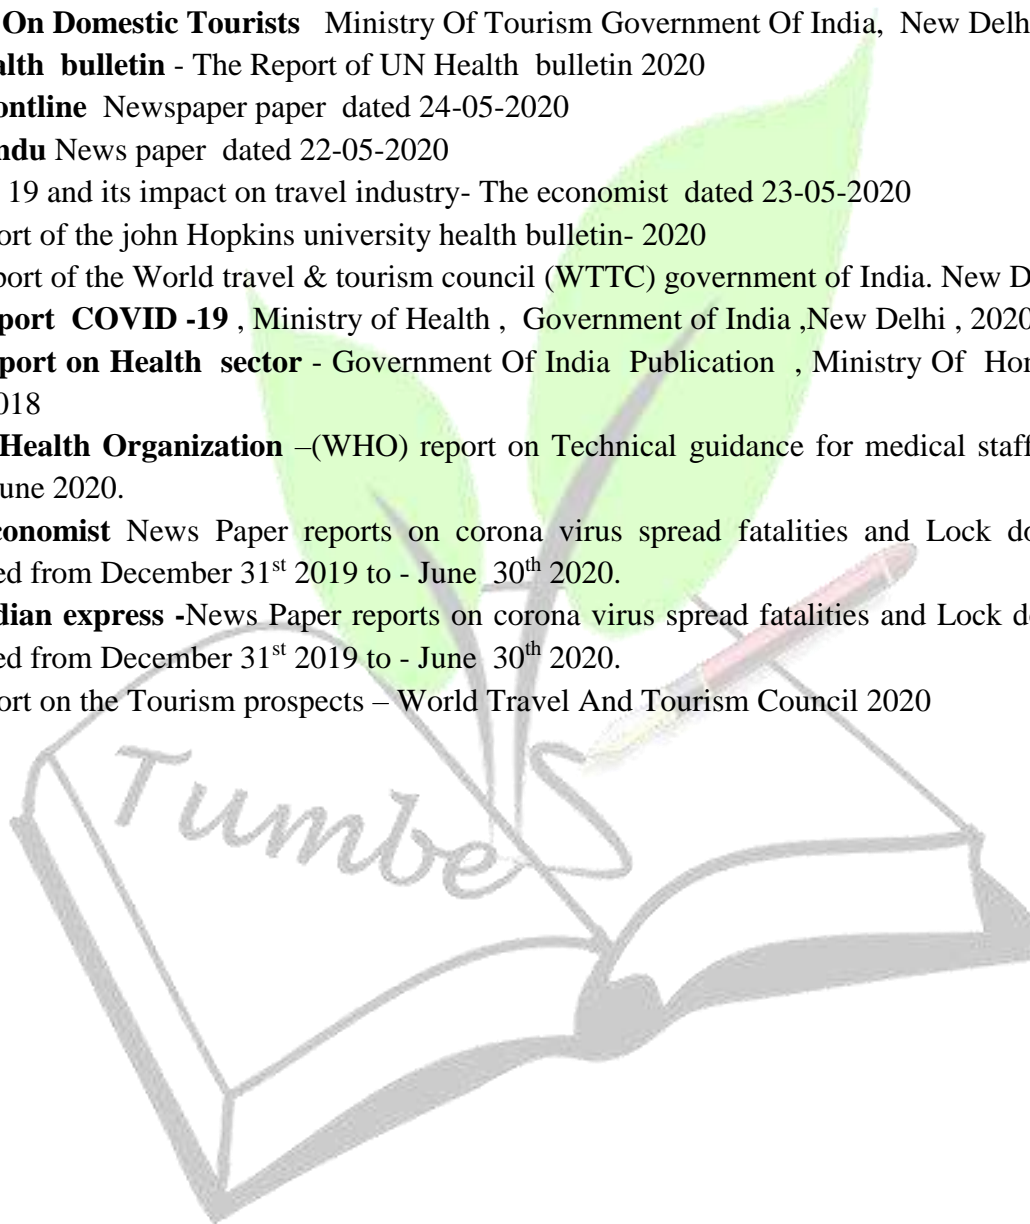 On Domestic Tourists Ministry Of Tourism Government Of India, New Delh
alth bulletin - The Report of UN Health bulletin 2020
ontline Newspaper paper dated 24-05-2020
ndu News paper dated 22-05-2020
19 and its impact on travel industry- The economist dated 23-05-2020
ort of the john Hopkins university health bulletin- 2020
port of the World travel & tourism council (WTTC) government of India. New D
port COVID -19 , Ministry of Health , Government of India ,New Delhi , 2020
port on Health sector - Government Of India Publication , Ministry Of Hom
018
Health Organization –(WHO) report on Technical guidance for medical staff
une 2020.
conomist News Paper reports on corona virus spread fatalities and Lock do
ed from December 31st 2019 to - June 30th 2020.
dian express -News Paper reports on corona virus spread fatalities and Lock d
ed from December 31st 2019 to - June 30th 2020.
ort on the Tourism prospects – World Travel And Tourism Council 2020
Tumbe